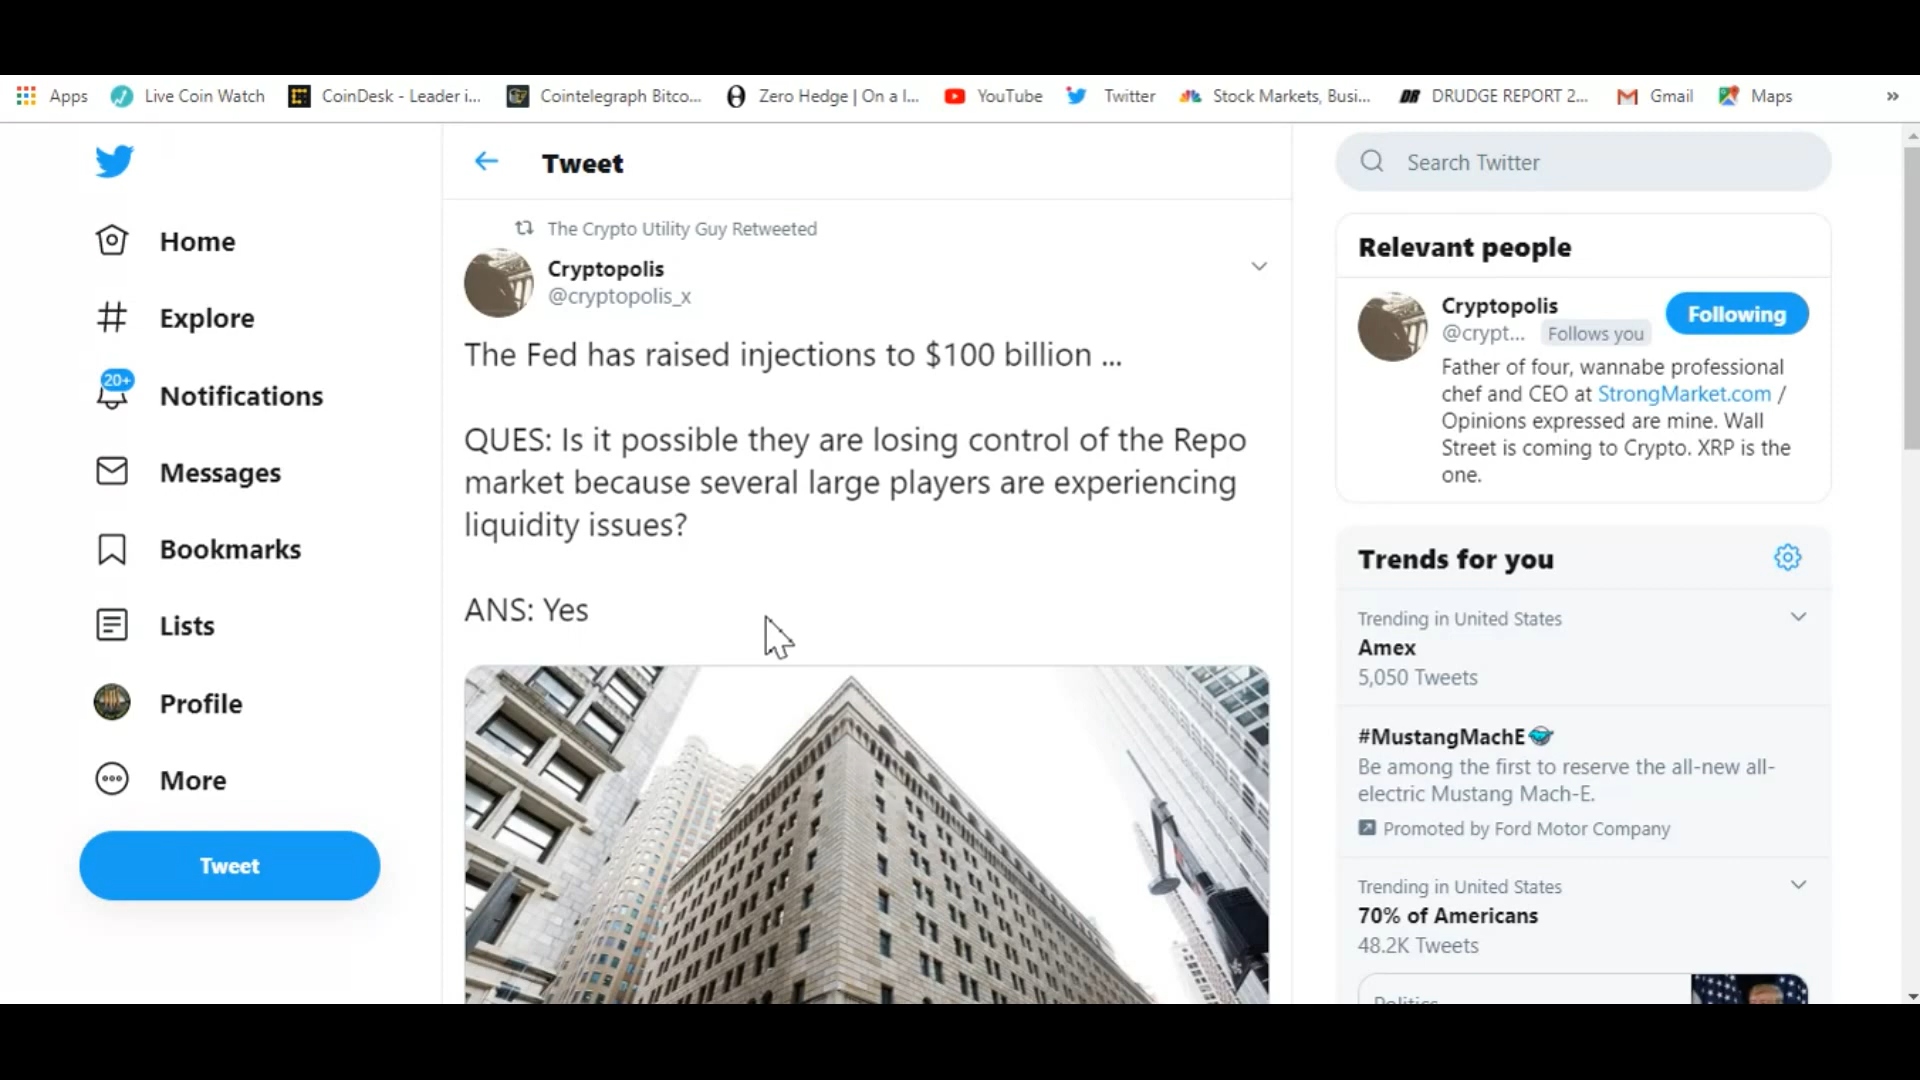 Apps
Live Coin Watch
CoinDesk - Leader i...
Cointelegraph Bitco...
Zero Hedge | On a l...
YouTube
Twitter
Stock Markets, Busi...
DRUDGE REPORT 2...
Gmail
Maps
»
Home
Explore
20+
Notifications
Messages
Bookmarks
Lists
Profile
More
Tweet
Tweet
The Crypto Utility Guy Retweeted
Cryptopolis
@cryptopolis_x
The Fed has raised injections to $100 billion ...
QUES: Is it possible they are losing control of the Repo
market because several large players are experiencing
liquidity issues?
ANS: Yes
Search Twitter
Relevant people
Cryptopolis
@crypt... Follows you
Following
Father of four, wannabe professional
chef and CEO at StrongMarket.com /
Opinions expressed are mine. Wall
Street is coming to Crypto. XRP is the
one.
Trends for you
Trending in United States
Amex
5,050 Tweets
#MustangMachE
Be among the first to reserve the all-new all-
electric Mustang Mach-E.
Promoted by Ford Motor Company
Trending in United States
70% of Americans
48.2K Tweets
Politics